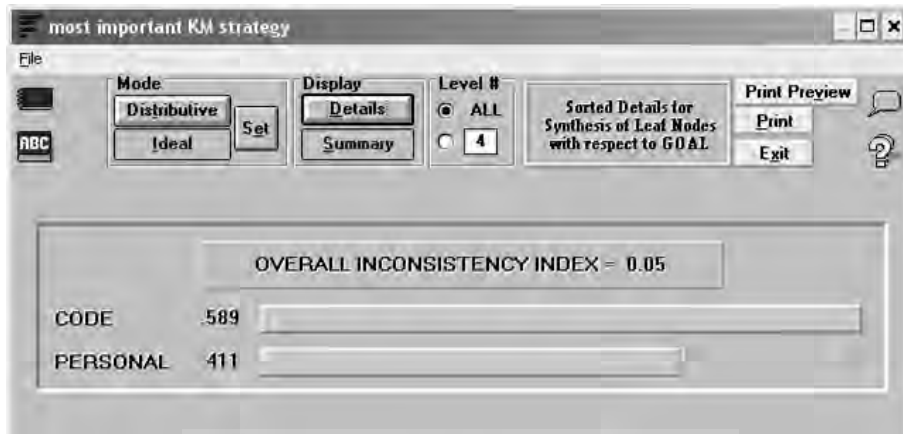 most important KM strategy
File
Mode
Distributive
Ideal
Set
Display
Details
Summary
Level #
ALL
4
Sorted Details for
Synthesis of Leaf Nodes
with respect to GOAL
Print Preview
Print
Exit
ABC
OVERALL INCONSISTENCY INDEX = 0.05
CODE .589
PERSONAL .411